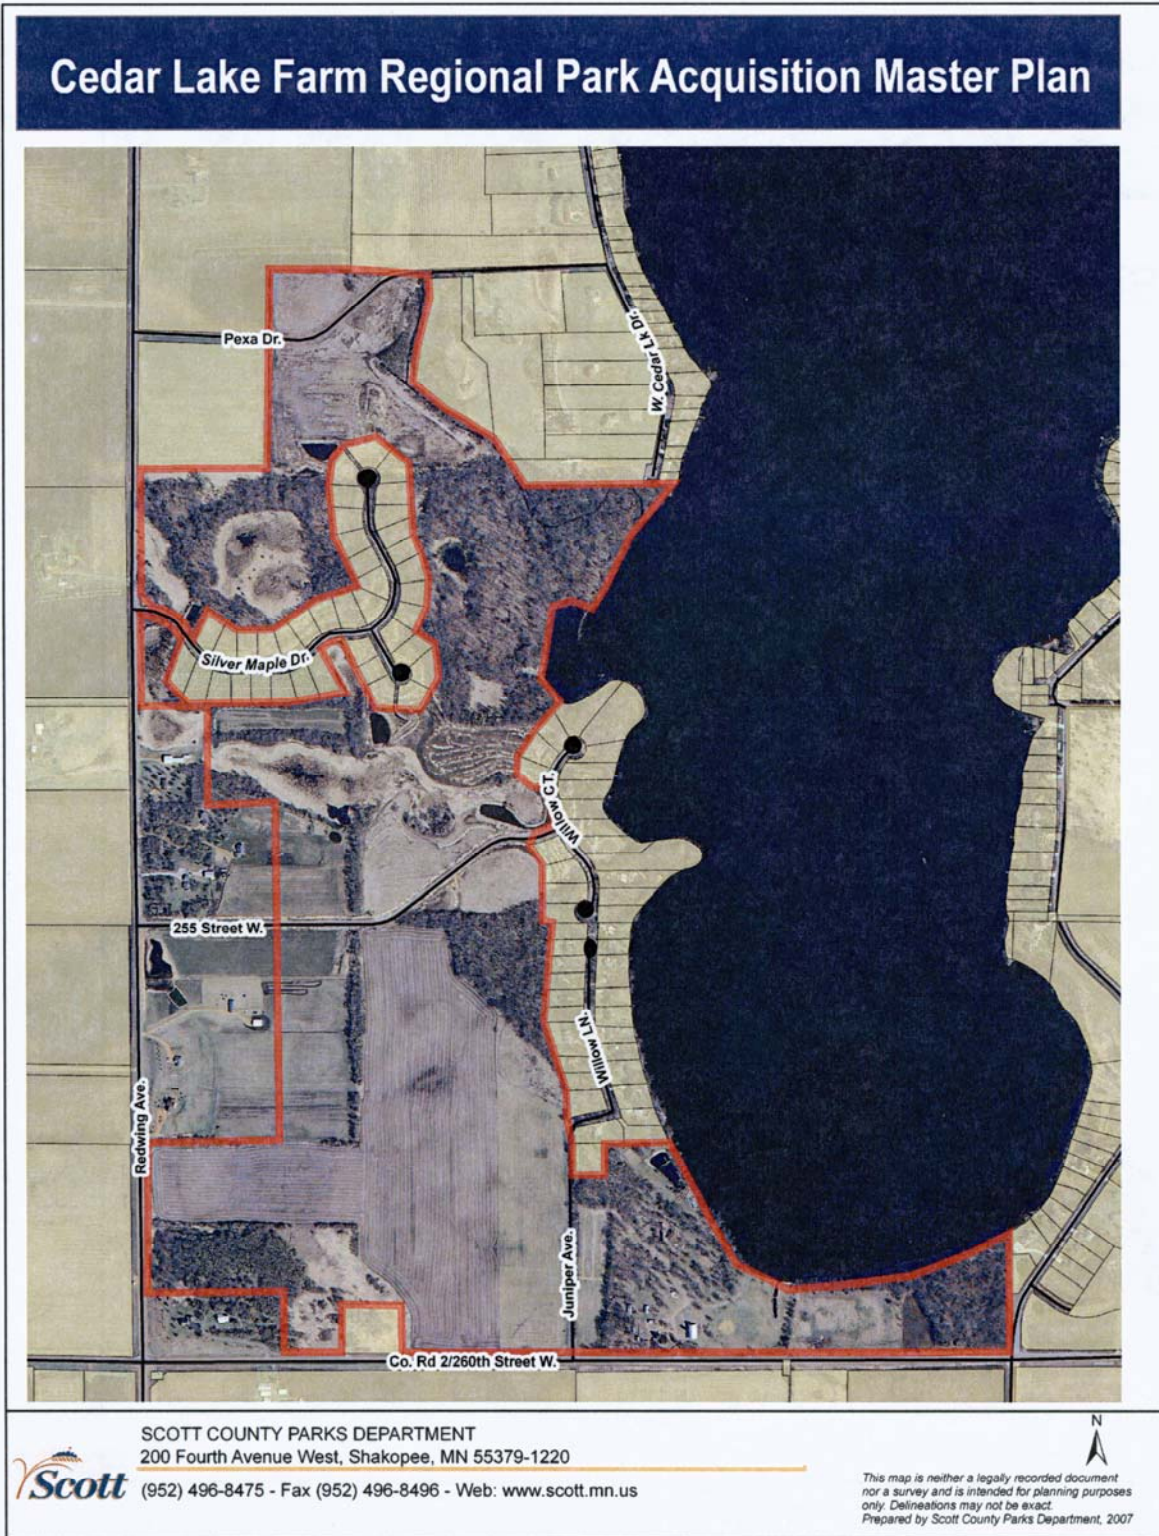 Cedar Lake Farm Regional Park Acquisition Master Plan
Pexa Dr.
W. Cedar Lk Dr.
Silver Maple Dr.
Willow CT.
255 Street W.
Willow LN.
Redwing Ave.
Juniper Ave.
Co. Rd 2/260th Street W.
SCOTT COUNTY PARKS DEPARTMENT
200 Fourth Avenue West, Shakopee, MN 55379-1220
(952) 496-8475 - Fax (952) 496-8496 - Web: www.scott.mn.us
Scott
N
This map is neither a legally recorded document
nor a survey and is intended for planning purposes
only. Delineations may not be exact.
Prepared by Scott County Parks Department, 2007